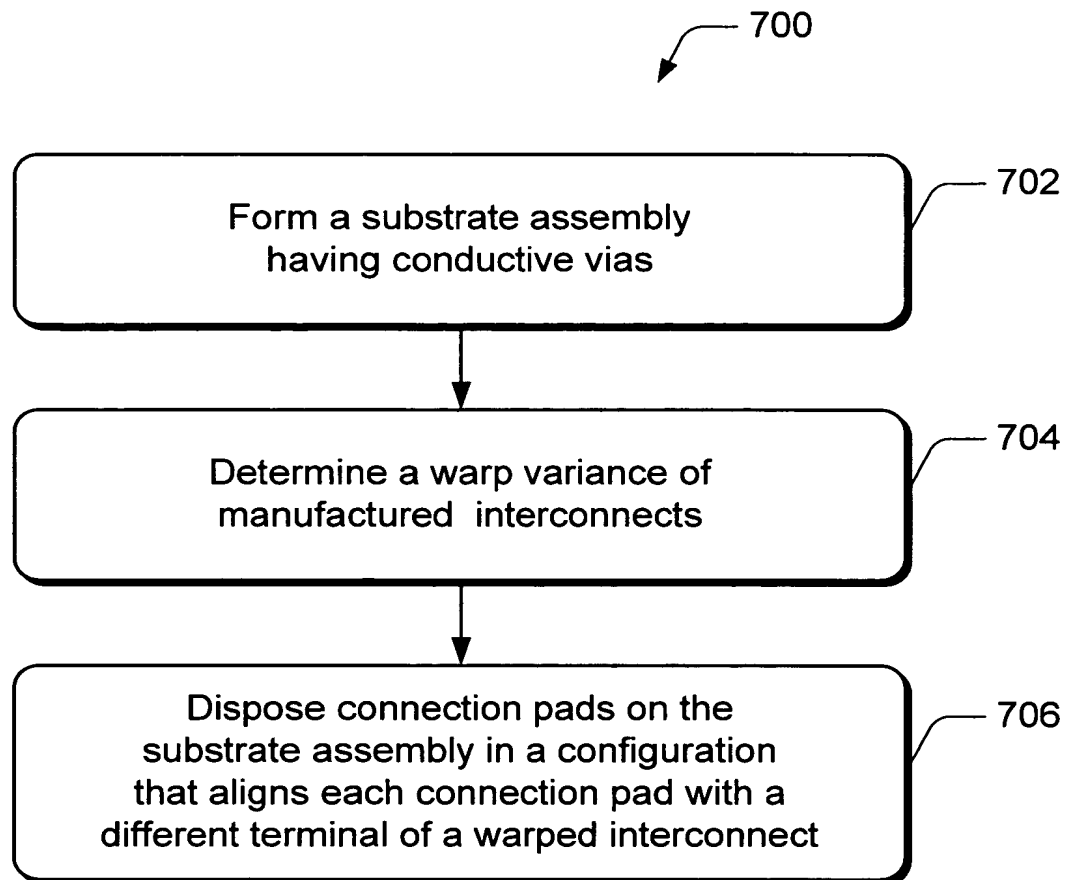 700
702
Form a substrate assembly
having conductive vias
704
Determine a warp variance of
manufactured interconnects
706
Dispose connection pads on the
substrate assembly in a configuration
that aligns each connection pad with a
different terminal of a warped interconnect